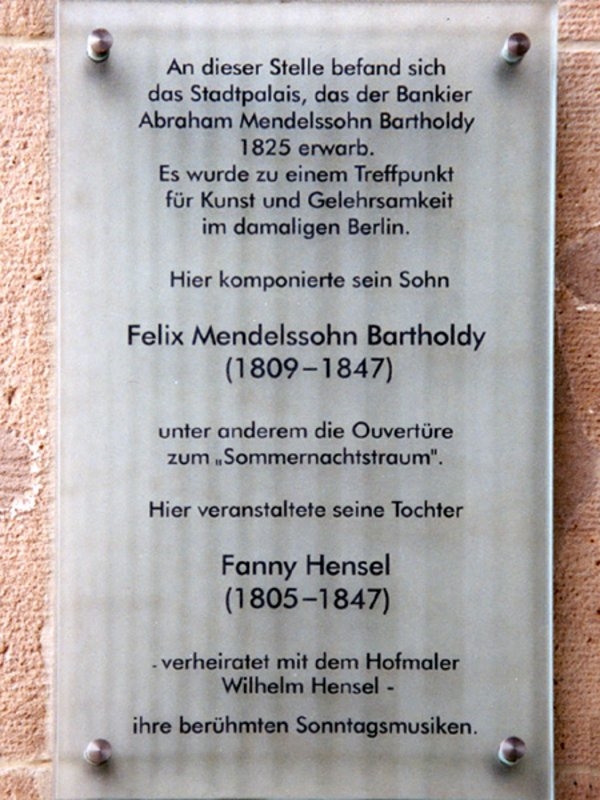 An dieser Stelle befand sich
das Stadtpalais, das der Bankier
Abraham Mendelssohn Bartholdy
1825 erwarb.
Es wurde zu einem Treffpunkt
für Kunst und Gelehrsamkeit
im damaligen Berlin.
Hier komponierte sein Sohn
Felix Mendelssohn Bartholdy
(1809–1847)
unter anderem die Ouvertüre
zum „Sommernachtstraum".
Hier veranstaltete seine Tochter
Fanny Hensel
(1805–1847)
- verheiratet mit dem Hofmaler
Wilhelm Hensel -
ihre berühmten Sonntagsmusiken.